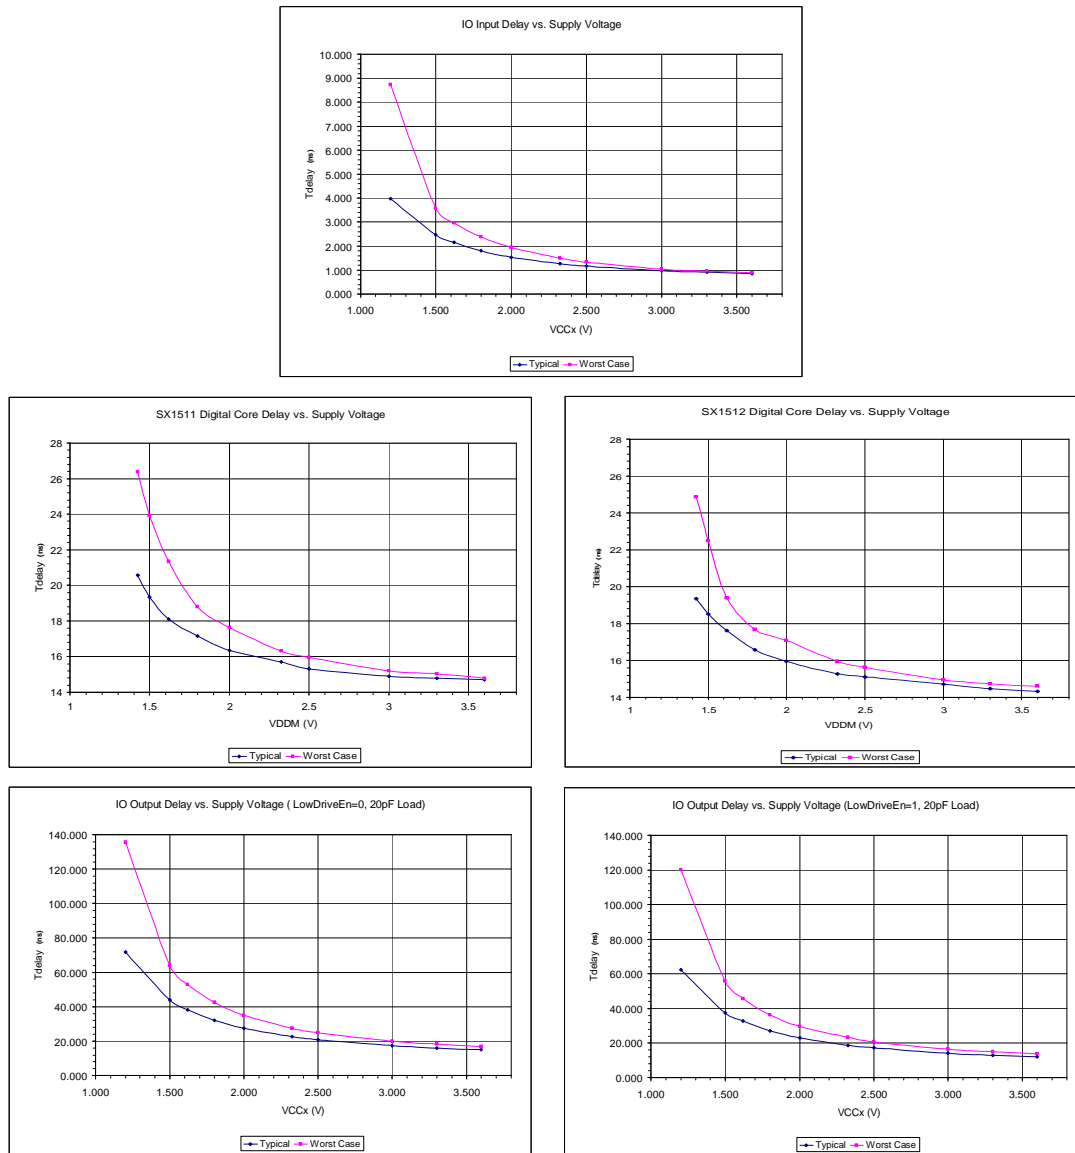 IO Input Delay vs. Supply Voltage
10.000
9.000
8.000
7.000
6.000
5.000
4.000
3.000
2.000
1.000
0.000
Tdelay (ns)
1.000 1.500 2.000 2.500 3.000 3.500
VCCx (V)
Typical Worst Case
SX1511 Digital Core Delay vs. Supply Voltage
28
26
24
22
20
18
16
14
Tdelay (ns)
1 1.5 2 2.5 3 3.5
VDDM (V)
Typical Worst Case
SX1512 Digital Core Delay vs. Supply Voltage
28
26
24
22
20
18
16
14
Tdelay (ns)
1 1.5 2 2.5 3 3.5
VDDM (V)
Typical Worst Case
IO Output Delay vs. Supply Voltage ( LowDriveEn=0, 20pF Load)
140.000
120.000
100.000
80.000
60.000
40.000
20.000
0.000
Tdelay (ns)
1.000 1.500 2.000 2.500 3.000 3.500
VCCx (V)
Typical Worst Case
IO Output Delay vs. Supply Voltage (LowDriveEn=1, 20pF Load)
140.000
120.000
100.000
80.000
60.000
40.000
20.000
0.000
Tdelay (ns)
1.000 1.500 2.000 2.500 3.000 3.500
VCCx (V)
Typical Worst Case